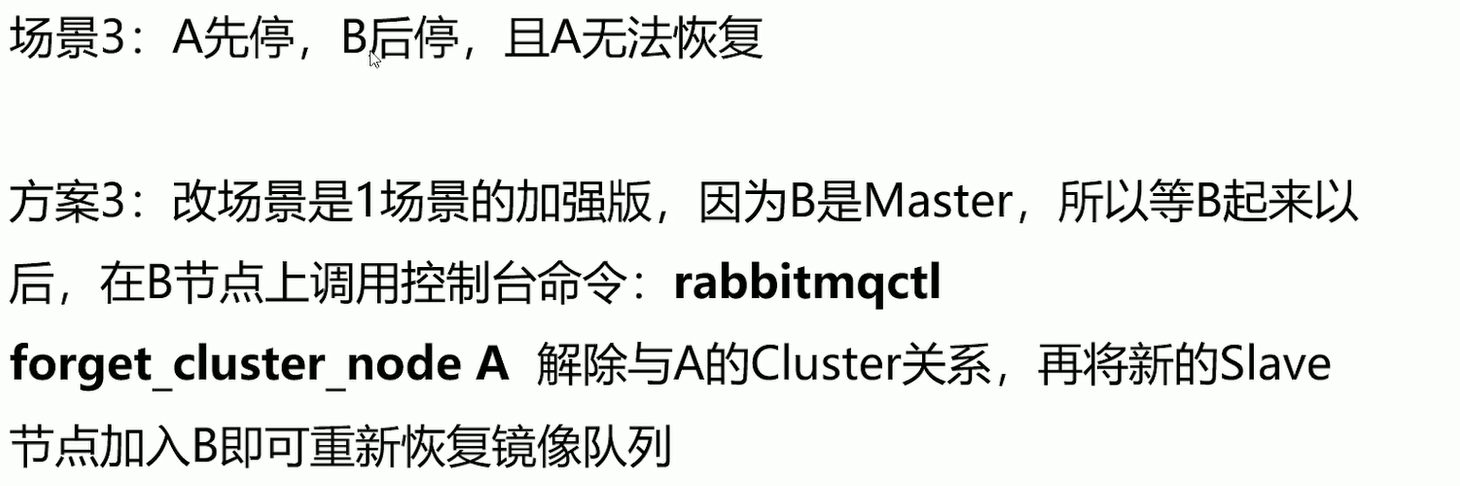 场景3：A先停，B后停，且A无法恢复
方案3：改场景是1场景的加强版，因为B是Master，所以等B起来以
后，在B节点上调用控制台命令：rabbitmqctl
forget_cluster_node A 解除与A的Cluster关系，再将新的Slave
节点加入B即可重新恢复镜像队列